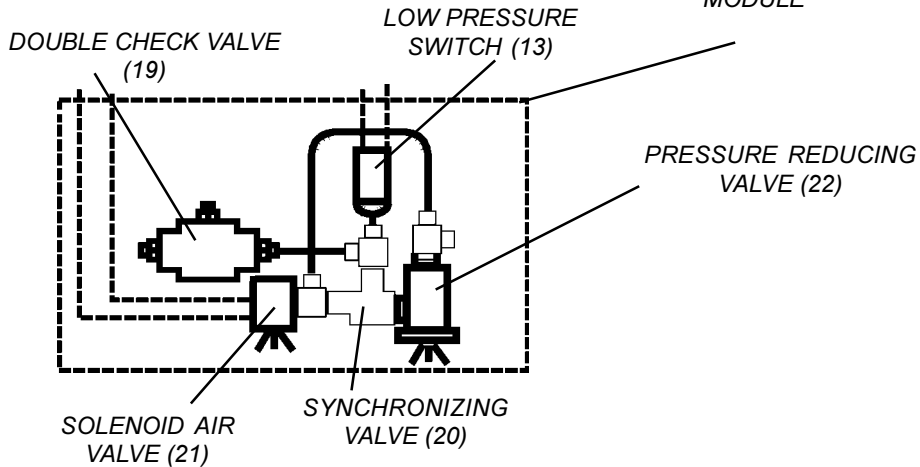 MODULE
LOW PRESSURE
SWITCH (13)
DOUBLE CHECK VALVE
(19)
PRESSURE REDUCING
VALVE (22)
SYNCHRONIZING
VALVE (20)
SOLENOID AIR
VALVE (21)